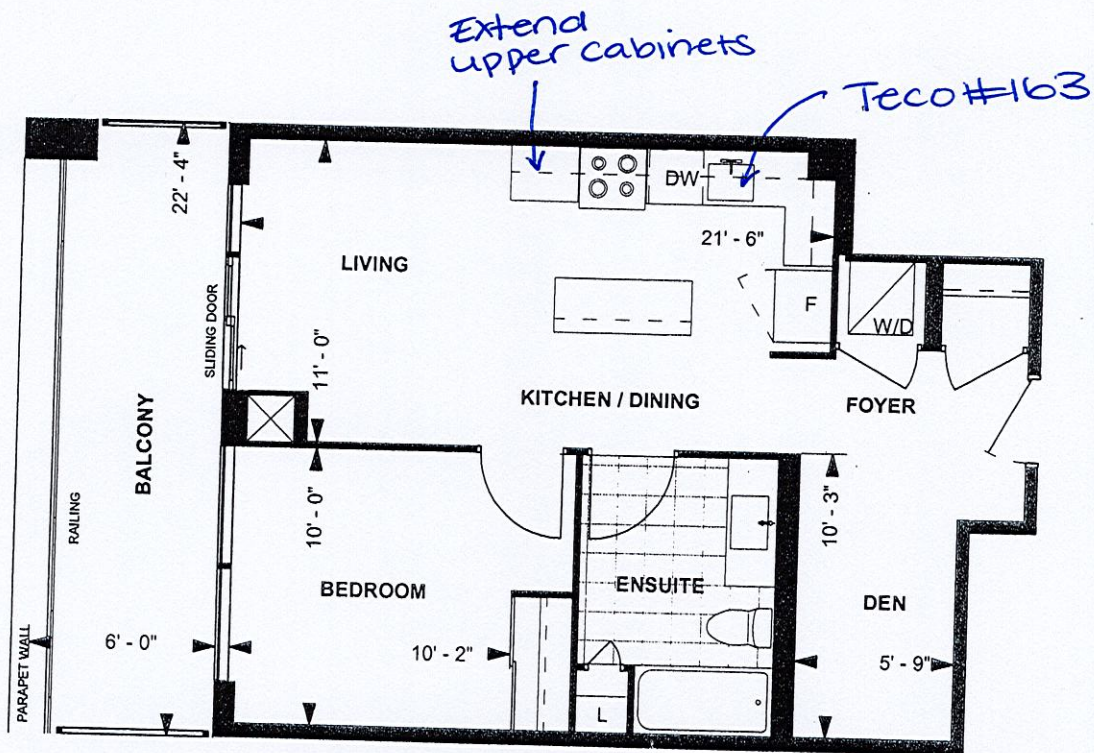 Extend
upper cabinets
Teco #163
22' - 4"
DW
21' - 6"
LIVING
F
W/D
SLIDING DOOR
11' - 0"
KITCHEN / DINING
FOYER
BALCONY
RAILING
10' - 0"
10' - 3"
BEDROOM
ENSUITE
DEN
PARAPET WALL
6' - 0"
10' - 2"
5' - 9"
L